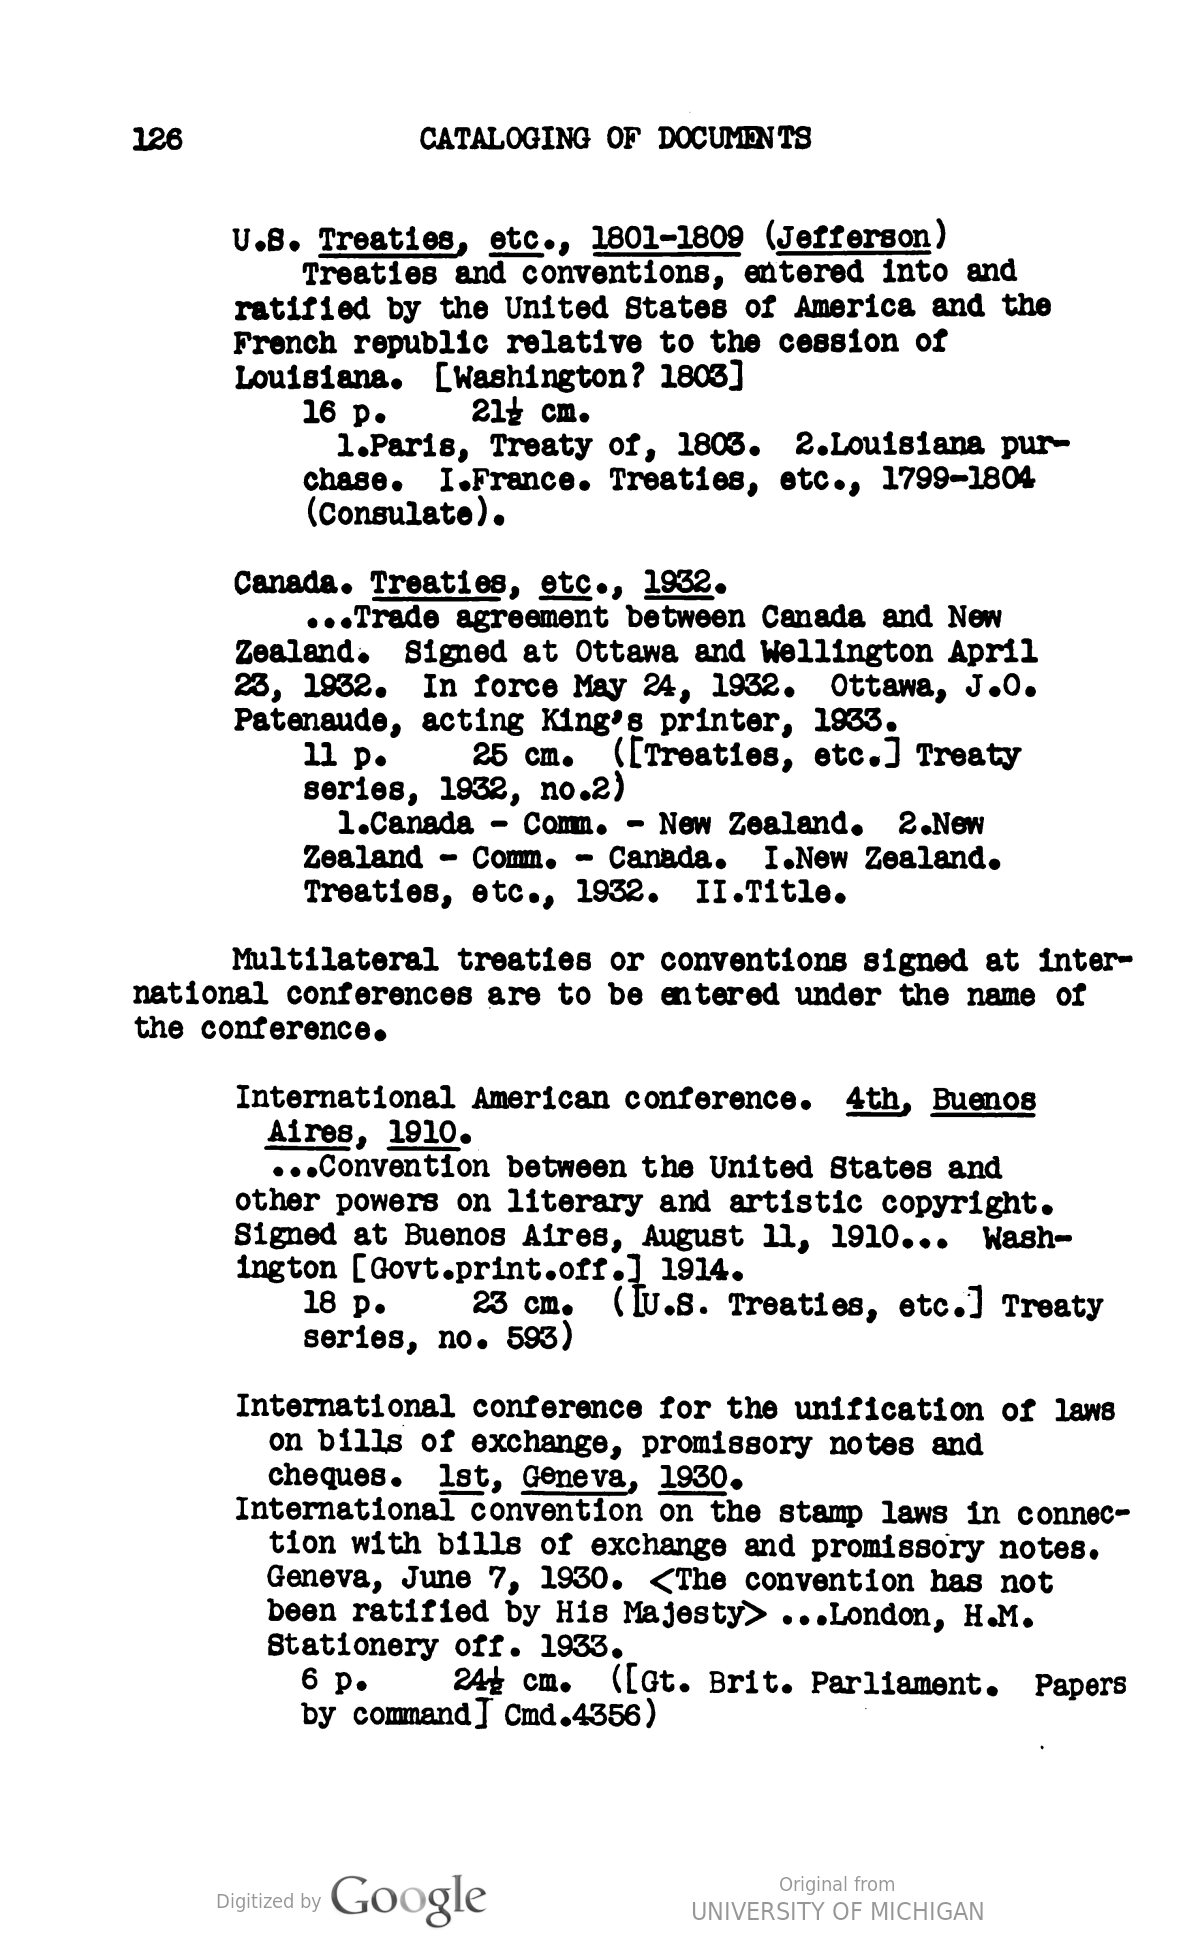 126 CATALOGING OF DOCUMENTS
U.S. Treaties, etc., 1801-1809 (Jefferson)
Treaties and conventions, entered into and
ratified by the United States of America and the
French republic relative to the cession of
Louisiana. [Washington? 1803]
16 p. 21½ cm.
1.Paris, Treaty of, 1803. 2.Louisiana pur-
chase. I.France. Treaties, etc., 1799-1804
(Consulate).
Canada. Treaties, etc., 1932.
...Trade agreement between Canada and New
Zealand. Signed at Ottawa and Wellington April
23, 1932. In force May 24, 1932. Ottawa, J.O.
Patenaude, acting King's printer, 1933.
11 p. 25 cm. ([Treaties, etc.] Treaty
series, 1932, no.2)
1.Canada - Comm. - New Zealand. 2.New
Zealand - Comm. - Canada. I.New Zealand.
Treaties, etc., 1932. II.Title.
Multilateral treaties or conventions signed at inter-
national conferences are to be entered under the name of
the conference.
International American conference. 4th, Buenos
Aires, 1910.
...Convention between the United States and
other powers on literary and artistic copyright.
Signed at Buenos Aires, August 11, 1910... Wash-
ington [Govt.print.off.] 1914.
18 p. 23 cm. ([U.S. Treaties, etc.] Treaty
series, no. 593)
International conference for the unification of laws
on bills of exchange, promissory notes and
cheques. 1st, Geneva, 1930.
International convention on the stamp laws in connec-
tion with bills of exchange and promissory notes.
Geneva, June 7, 1930. <The convention has not
been ratified by His Majesty> ...London, H.M.
Stationery off. 1933.
6 p. 24½ cm. ([Gt. Brit. Parliament. Papers
by command] Cmd.4356)
Digitized by Google
Original from
UNIVERSITY OF MICHIGAN